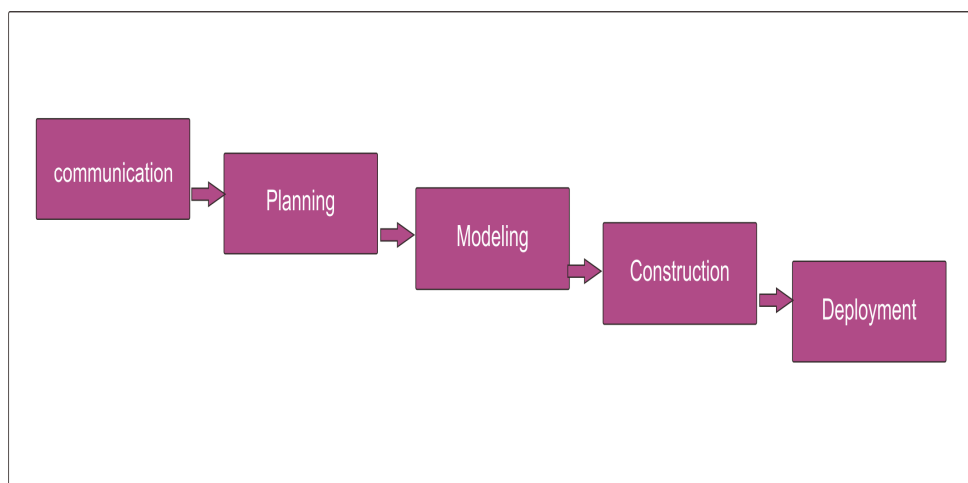 communication
Planning
Modeling
Construction
Deployment